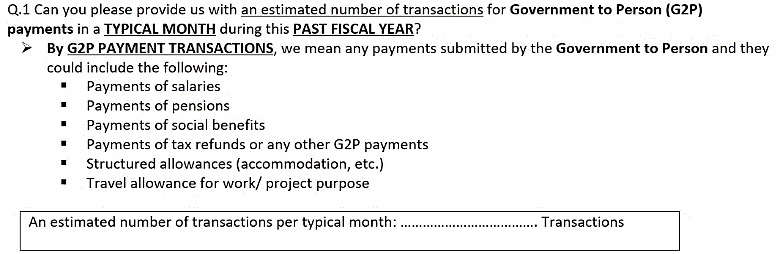 Q.1 Can you please provide us with an estimated number of transactions for Government to Person (G2P)
payments in a TYPICAL MONTH during this PAST FISCAL YEAR?
➢ By G2P PAYMENT TRANSACTIONS, we mean any payments submitted by the Government to Person and they
could include the following:
▪ Payments of salaries
▪ Payments of pensions
▪ Payments of social benefits
▪ Payments of tax refunds or any other G2P payments
▪ Structured allowances (accommodation, etc.)
▪ Travel allowance for work/ project purpose
An estimated number of transactions per typical month: ..................................... Transactions